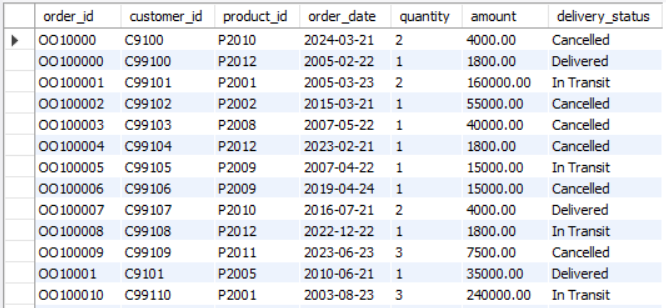 order_id customer_id product_id order_date quantity amount delivery_status
OO10000 C9100 P2010 2024-03-21 2 4000.00 Cancelled
OO100000 C99100 P2012 2005-02-22 1 1800.00 Delivered
OO100001 C99101 P2001 2005-03-23 2 160000.00 In Transit
OO100002 C99102 P2002 2015-03-21 1 55000.00 Cancelled
OO100003 C99103 P2008 2007-05-22 1 40000.00 Cancelled
OO100004 C99104 P2012 2023-02-21 1 1800.00 Cancelled
OO100005 C99105 P2009 2007-04-22 1 15000.00 In Transit
OO100006 C99106 P2009 2019-04-24 1 15000.00 Cancelled
OO100007 C99107 P2010 2016-07-21 2 4000.00 Delivered
OO100008 C99108 P2012 2022-12-22 1 1800.00 In Transit
OO100009 C99109 P2011 2023-06-23 3 7500.00 Cancelled
OO10001 C9101 P2005 2010-06-21 1 35000.00 Delivered
OO100010 C99110 P2001 2003-08-23 3 240000.00 In Transit